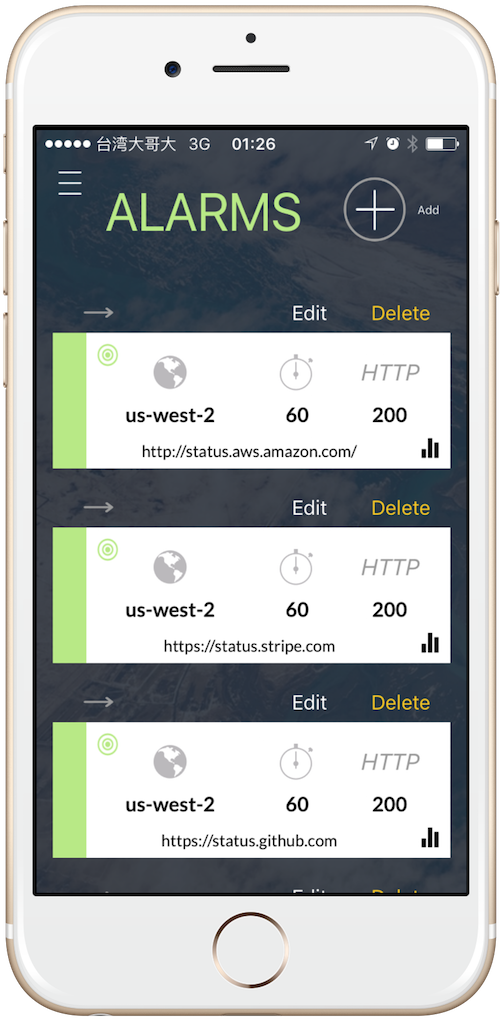 台湾大哥大 3G 01:26
ALARMS
Add
Edit Delete
HTTP
us-west-2 60 200
http://status.aws.amazon.com/
Edit Delete
HTTP
us-west-2 60 200
https://status.stripe.com
Edit Delete
HTTP
us-west-2 60 200
https://status.github.com
Edit Delete